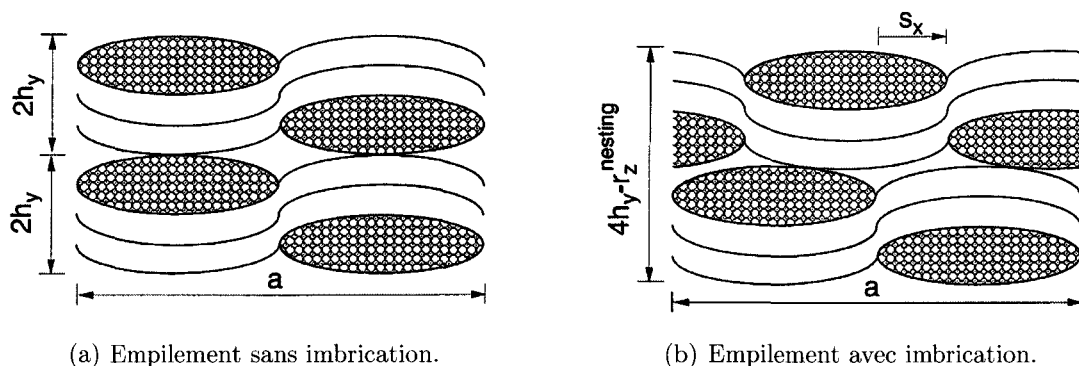 2h_y
2h_y
a
(a) Empilement sans imbrication.
s_x
4h_y-r_z^nesting
a
(b) Empilement avec imbrication.